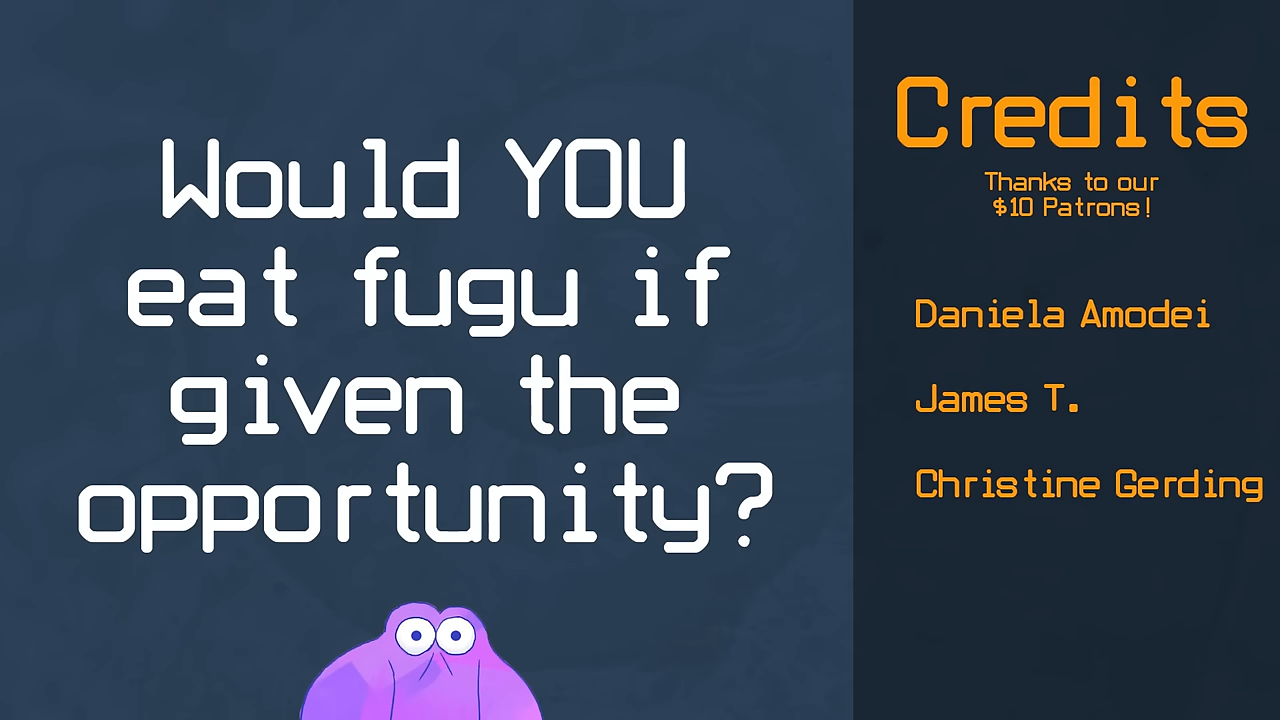 Would YOU
eat fugu if
given the
opportunity?
Credits
Thanks to our
$10 Patrons!
Daniela Amodei
James T.
Christine Gerding